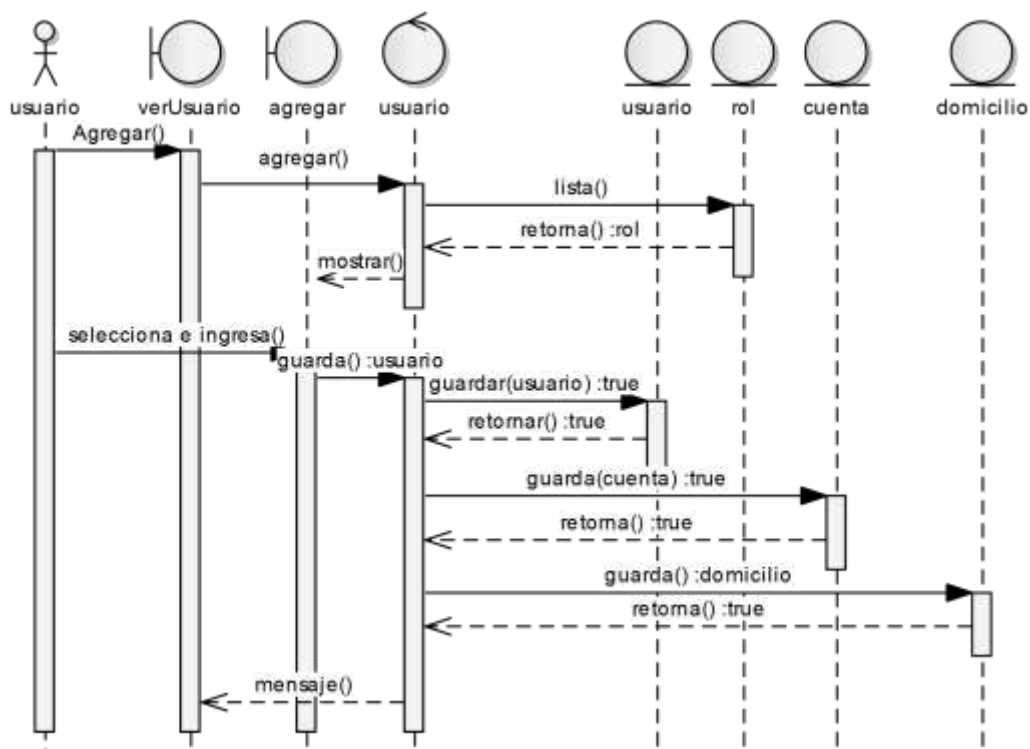 usuario
verUsuario
agregar
usuario
usuario
rol
cuenta
domicilio
Agregar()
agregar()
lista()
retorna() :rol
mostrar()
selecciona e ingresa()
guarda() :usuario
guardar(usuario) :true
retornar() :true
guarda(cuenta) :true
retorna() :true
guarda() :domicilio
retorna() :true
mensaje()